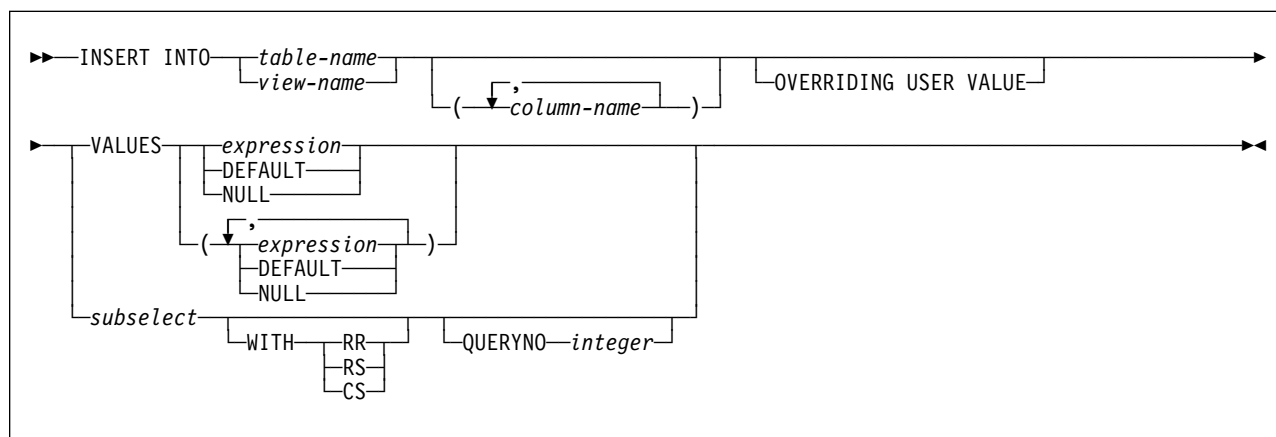 INSERT INTO table-name OVERRIDING USER VALUE
view-name
,
( column-name )
VALUES expression
DEFAULT
NULL
,
( expression )
DEFAULT
NULL
subselect
WITH RR QUERYNO integer
RS
CS